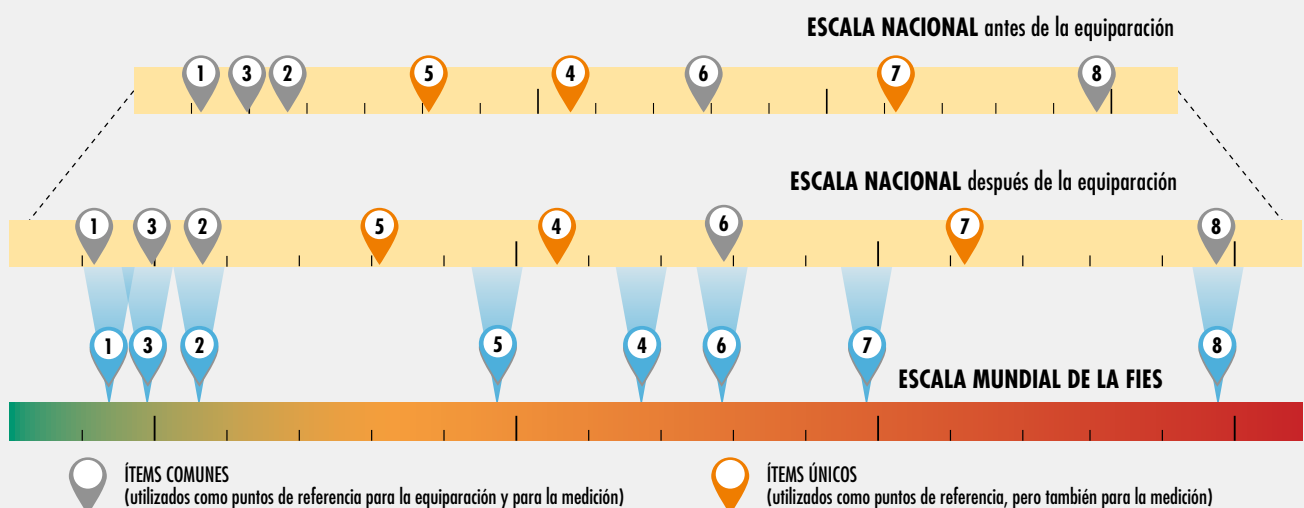 ESCALA NACIONAL antes de la equiparación
1 3 2 5 4 6 7 8
ESCALA NACIONAL después de la equiparación
1 3 2 5 4 6 7 8
1 3 2 5 4 6 7 8
ESCALA MUNDIAL DE LA FIES
ÍTEMS COMUNES
(utilizados como puntos de referencia para la equiparación y para la medición)
ÍTEMS ÚNICOS
(utilizados como puntos de referencia, pero también para la medición)